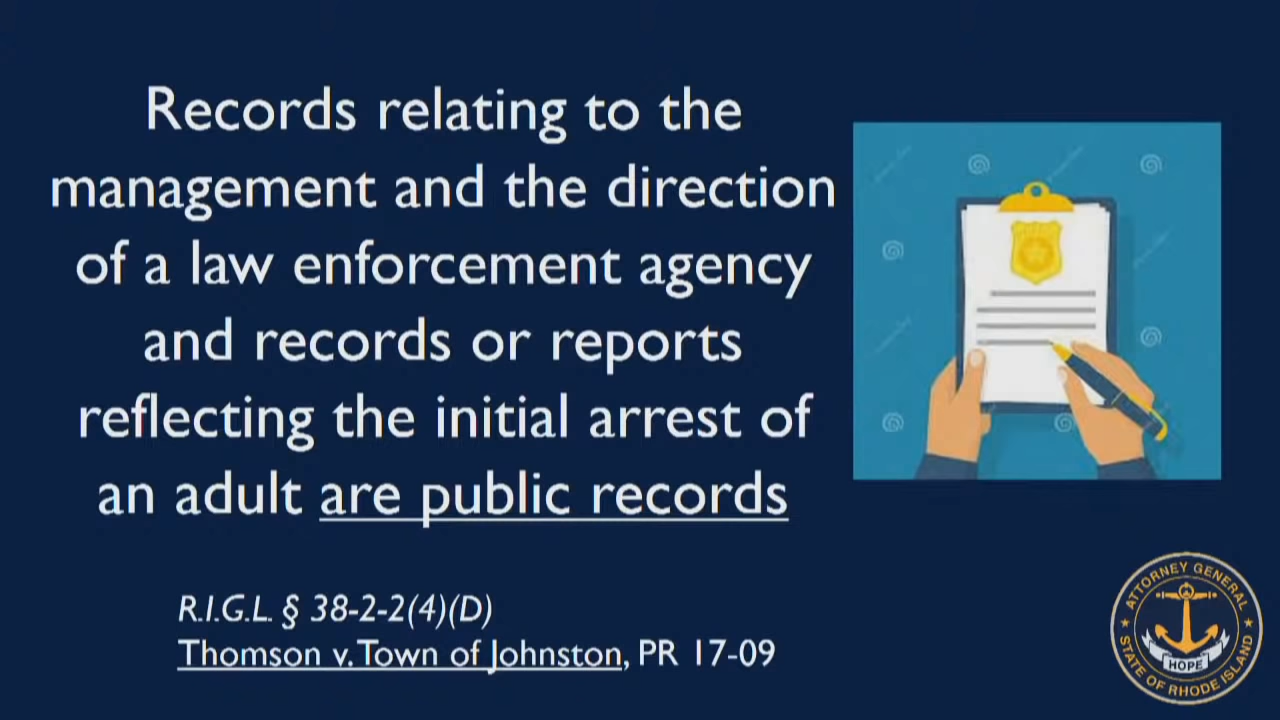 Records relating to the
management and the direction
of a law enforcement agency
and records or reports
reflecting the initial arrest of
an adult are public records
R.I.G.L. § 38-2-2(4)(D)
Thomson v. Town of Johnston, PR 17-09
POLICE
ATTORNEY GENERAL
HOPE
STATE OF RHODE ISLAND